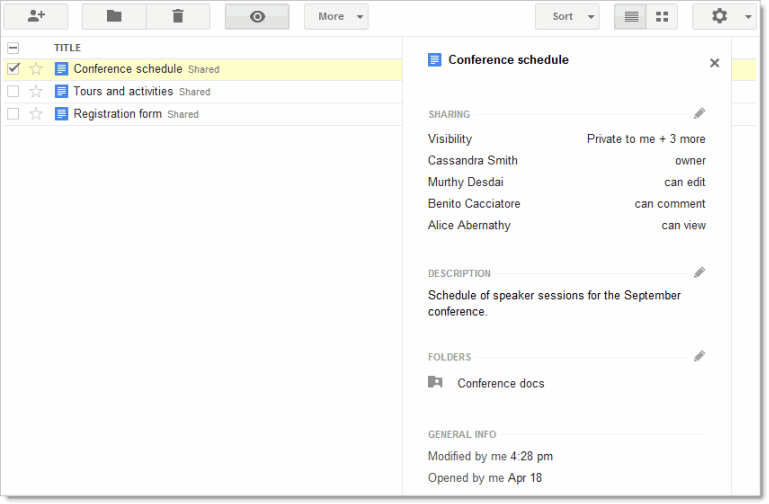 More Sort
TITLE
Conference schedule Shared
Tours and activities Shared
Registration form Shared
Conference schedule
SHARING
Visibility Private to me + 3 more
Cassandra Smith owner
Murthy Desdai can edit
Benito Cacciatore can comment
Alice Abernathy can view
DESCRIPTION
Schedule of speaker sessions for the September
conference.
FOLDERS
Conference docs
GENERAL INFO
Modified by me 4:28 pm
Opened by me Apr 18